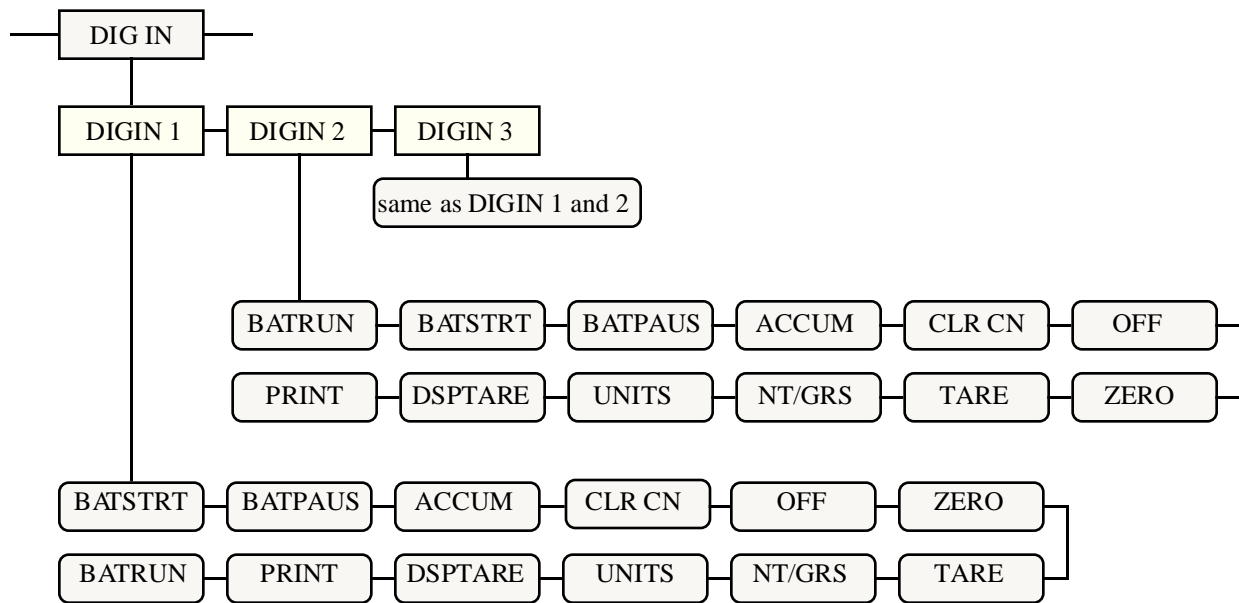 DIG IN
DIGIN 1 DIGIN 2 DIGIN 3
same as DIGIN 1 and 2
BATRUN BATSTRT BATPAUS ACCUM CLR CN OFF
PRINT DSPTARE UNITS NT/GRS TARE ZERO
BATSTRT BATPAUS ACCUM CLR CN OFF ZERO
BATRUN PRINT DSPTARE UNITS NT/GRS TARE